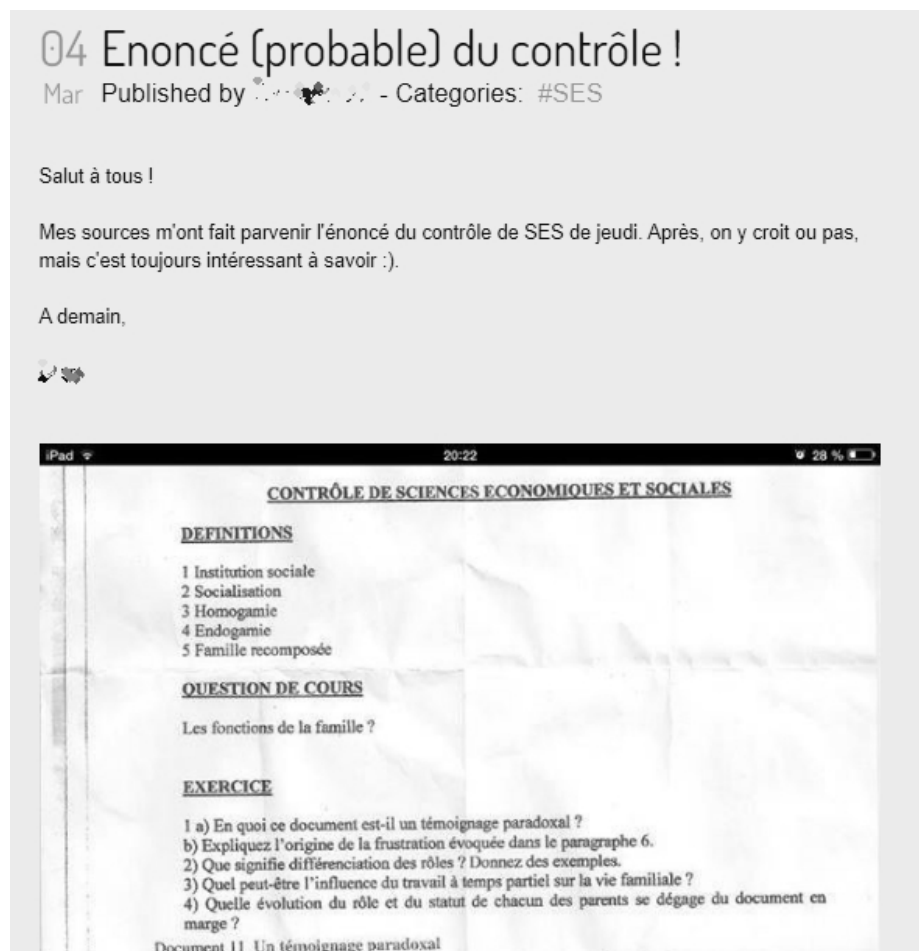 04 Enoncé (probable) du contrôle !
Mar Published by - Categories: #SES
Salut à tous !
Mes sources m'ont fait parvenir l'énoncé du contrôle de SES de jeudi. Après, on y croit ou pas,
mais c'est toujours intéressant à savoir :).
A demain,
iPad 20:22 28 %
CONTRÔLE DE SCIENCES ECONOMIQUES ET SOCIALES
DEFINITIONS
1 Institution sociale
2 Socialisation
3 Homogamie
4 Endogamie
5 Famille recomposée
QUESTION DE COURS
Les fonctions de la famille ?
EXERCICE
1 a) En quoi ce document est-il un témoignage paradoxal ?
b) Expliquez l'origine de la frustration évoquée dans le paragraphe 6.
2) Que signifie différenciation des rôles ? Donnez des exemples.
3) Quel peut-être l'influence du travail à temps partiel sur la vie familiale ?
4) Quelle évolution du rôle et du statut de chacun des parents se dégage du document en
marge ?
Document 11 Un témoignage paradoxal